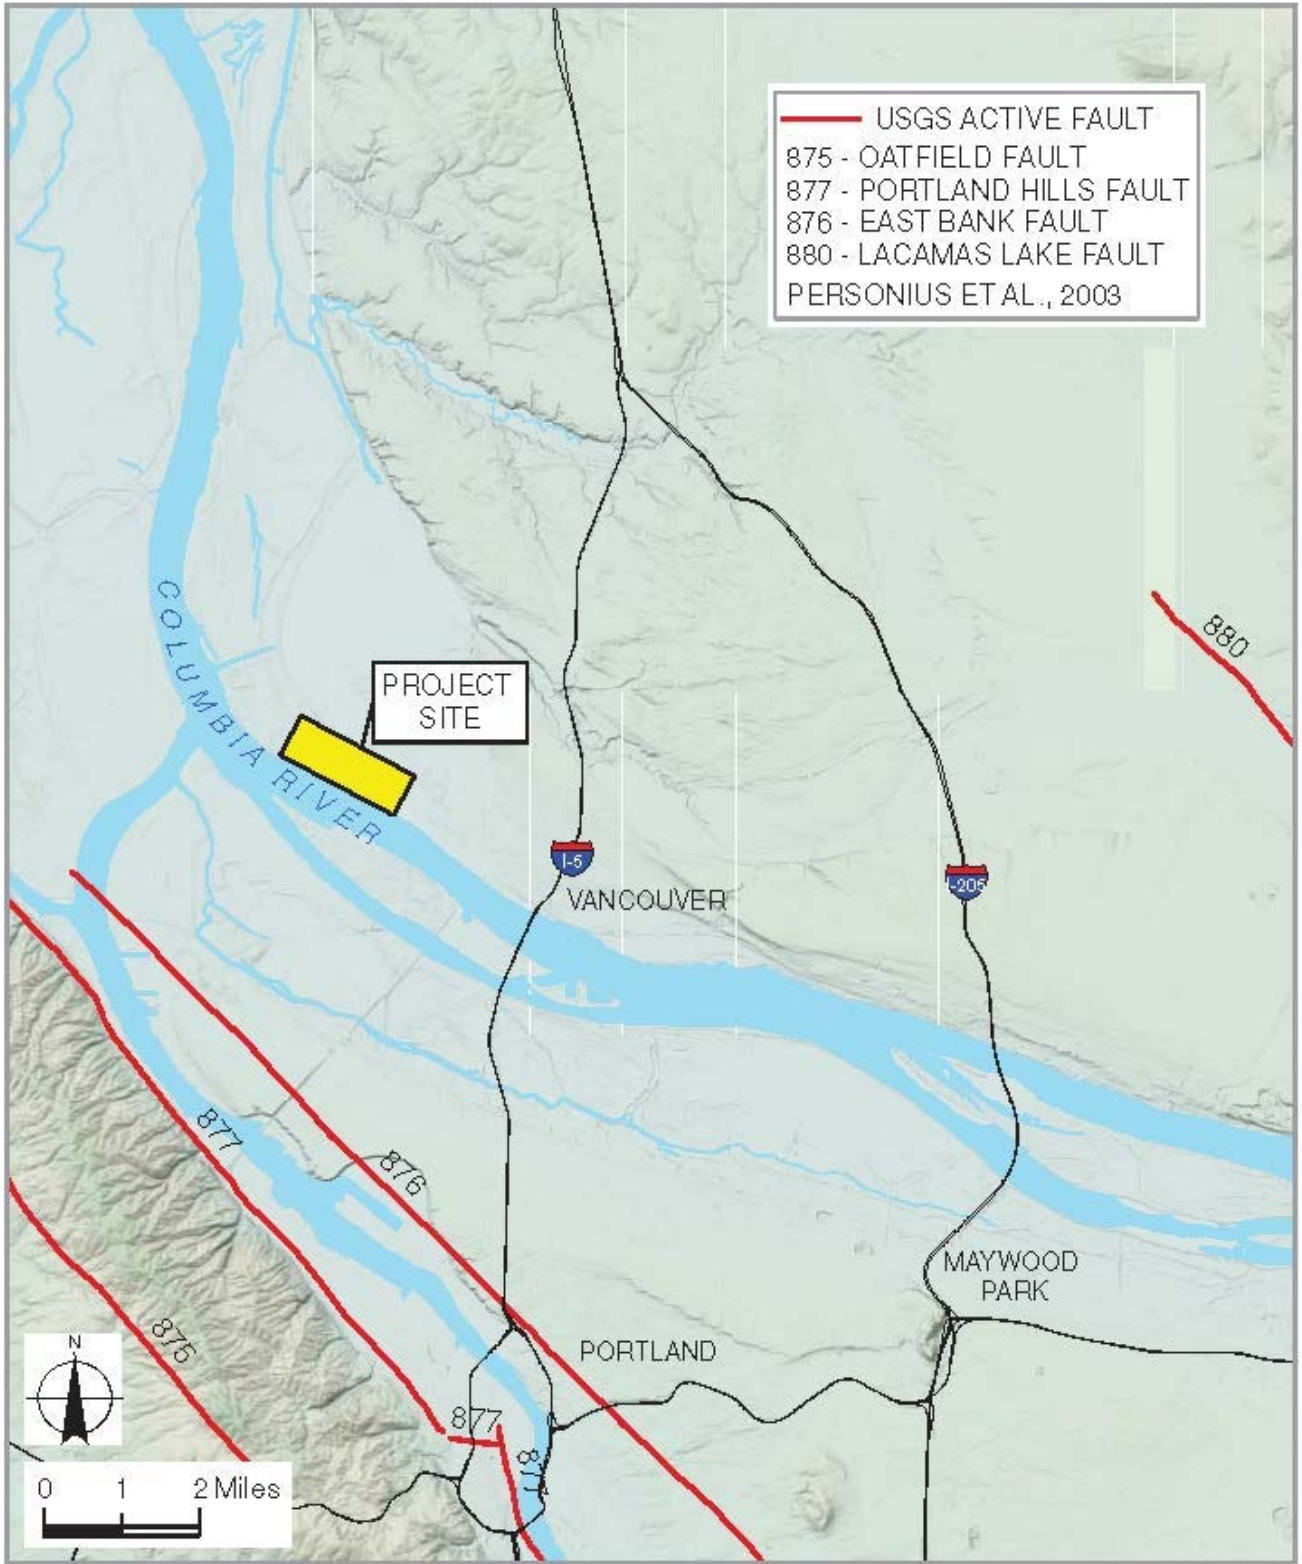 USGS ACTIVE FAULT
875 - OATFIELD FAULT
877 - PORTLAND HILLS FAULT
876 - EAST BANK FAULT
880 - LACAMAS LAKE FAULT
PERSONIUS ET AL., 2003
880
COLUMBIA RIVER
PROJECT
SITE
I-5
I-205
VANCOUVER
877
876
MAYWOOD
PARK
875
PORTLAND
877
877
N
0 1 2 Miles